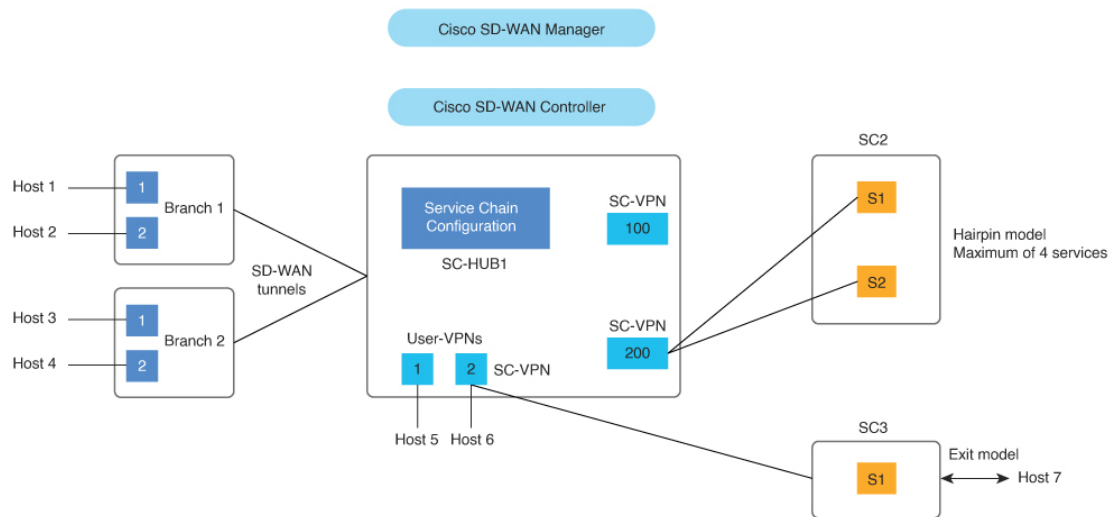 Cisco SD-WAN Manager
Cisco SD-WAN Controller
Host 1
1
Branch 1
Host 2
2
Host 3
1
Branch 2
Host 4
2
SD-WAN
tunnels
Service Chain
Configuration
SC-HUB1
SC-VPN
100
SC-VPN
200
User-VPNs
1
2
SC-VPN
Host 5
Host 6
SC2
S1
S2
Hairpin model
Maximum of 4 services
SC3
S1
Exit model
Host 7